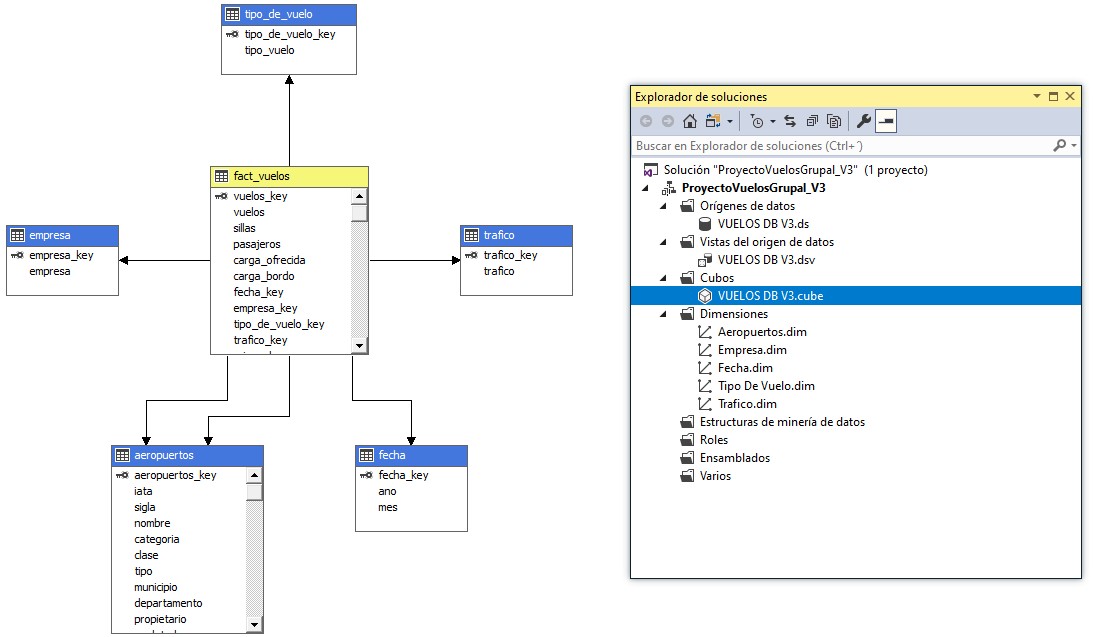 tipo_de_vuelo
tipo_de_vuelo_key
tipo_vuelo
fact_vuelos
vuelos_key
vuelos
sillas
pasajeros
carga_ofrecida
carga_bordo
fecha_key
empresa_key
tipo_de_vuelo_key
trafico_key
empresa
empresa_key
empresa
trafico
trafico_key
trafico
aeropuertos
aeropuertos_key
iata
sigla
nombre
categoria
clase
tipo
municipio
departamento
propietario
fecha
fecha_key
ano
mes
Explorador de soluciones
Buscar en Explorador de soluciones (Ctrl+´)
Solución "ProyectoVuelosGrupal_V3" (1 proyecto)
ProyectoVuelosGrupal_V3
Orígenes de datos
VUELOS DB V3.ds
Vistas del origen de datos
VUELOS DB V3.dsv
Cubos
VUELOS DB V3.cube
Dimensiones
Aeropuertos.dim
Empresa.dim
Fecha.dim
Tipo De Vuelo.dim
Trafico.dim
Estructuras de minería de datos
Roles
Ensamblados
Varios